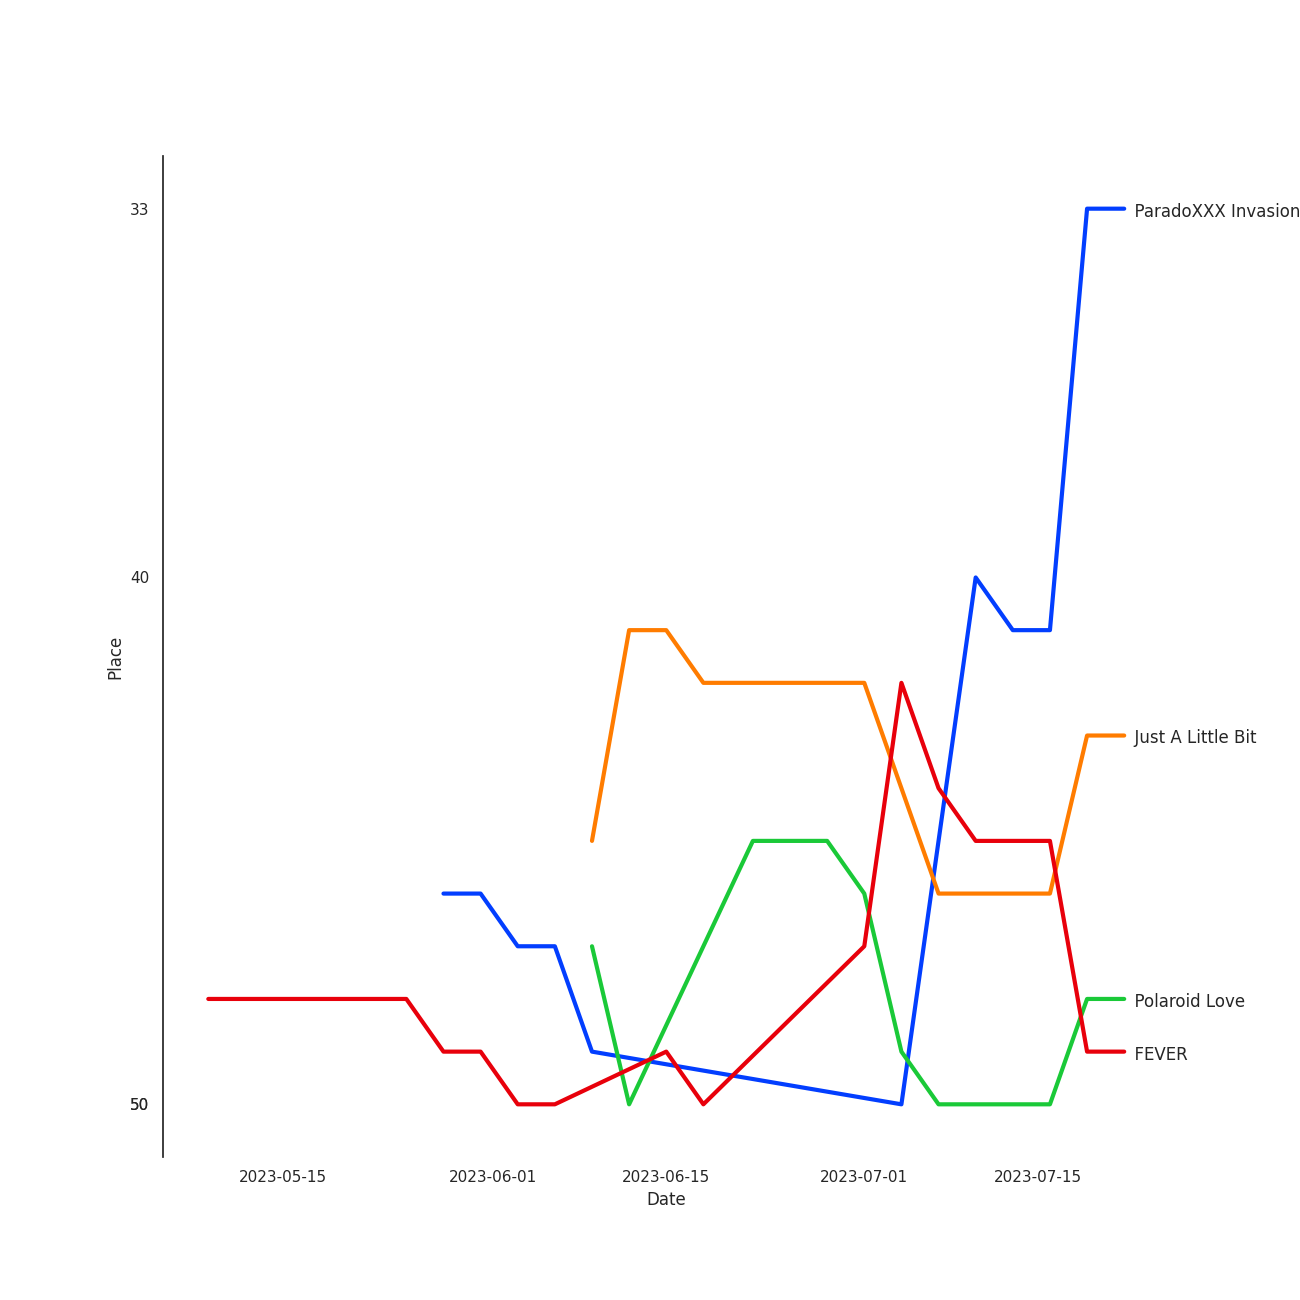 33
ParadoXXX Invasion
40
Place
Just A Little Bit
Polaroid Love
FEVER
50
2023-05-15
2023-06-01
2023-06-15
2023-07-01
2023-07-15
Date